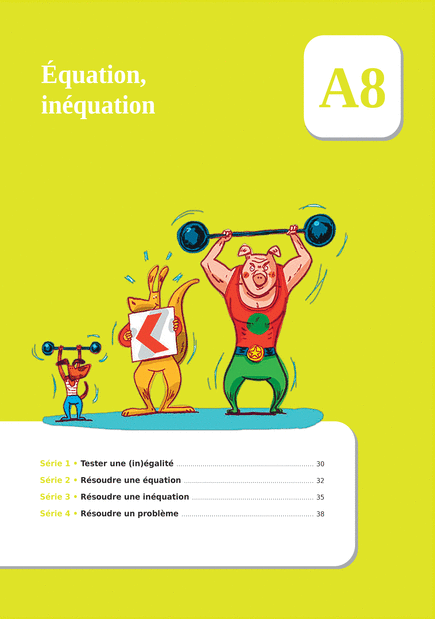 Équation,
inéquation
A8
<
Série 1 • Tester une (in)égalité ........................................................ 30
Série 2 • Résoudre une équation ..................................................... 32
Série 3 • Résoudre une inéquation .................................................. 35
Série 4 • Résoudre un problème ...................................................... 38